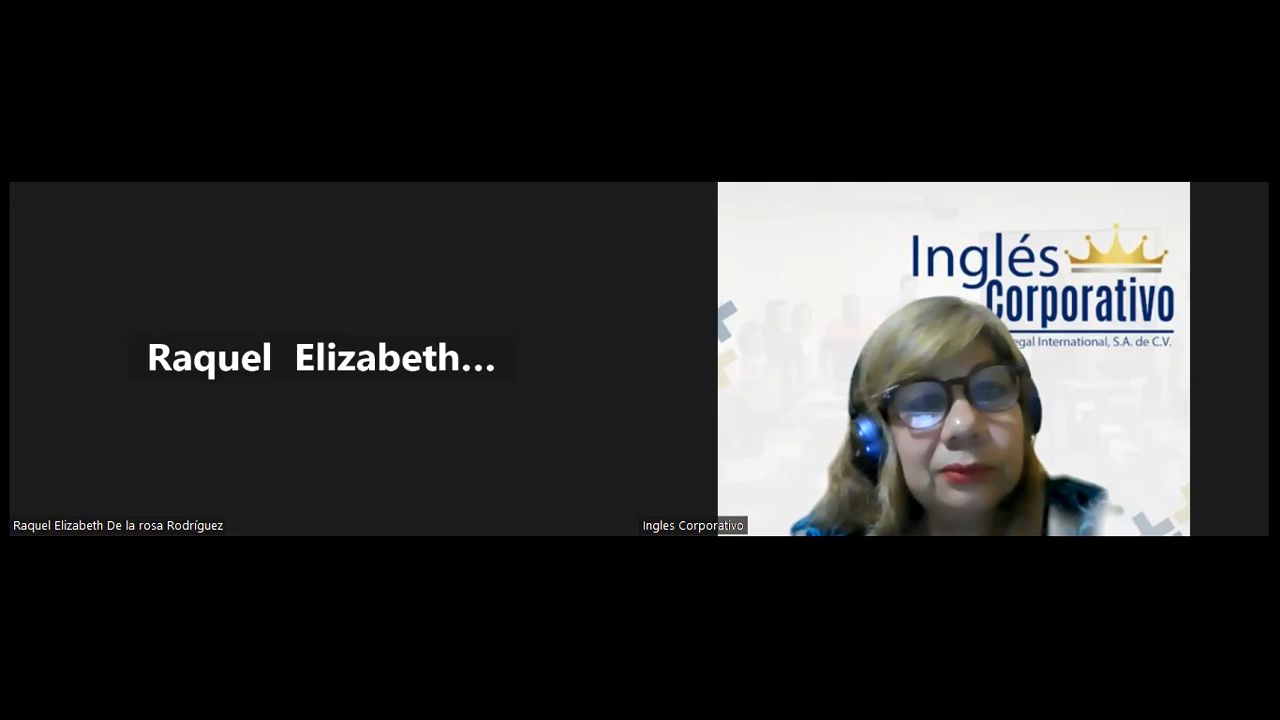 Raquel Elizabeth...
Raquel Elizabeth De la rosa Rodríguez
Inglés
Corporativo
egal International, S.A. de C.V.
Ingles Corporativo